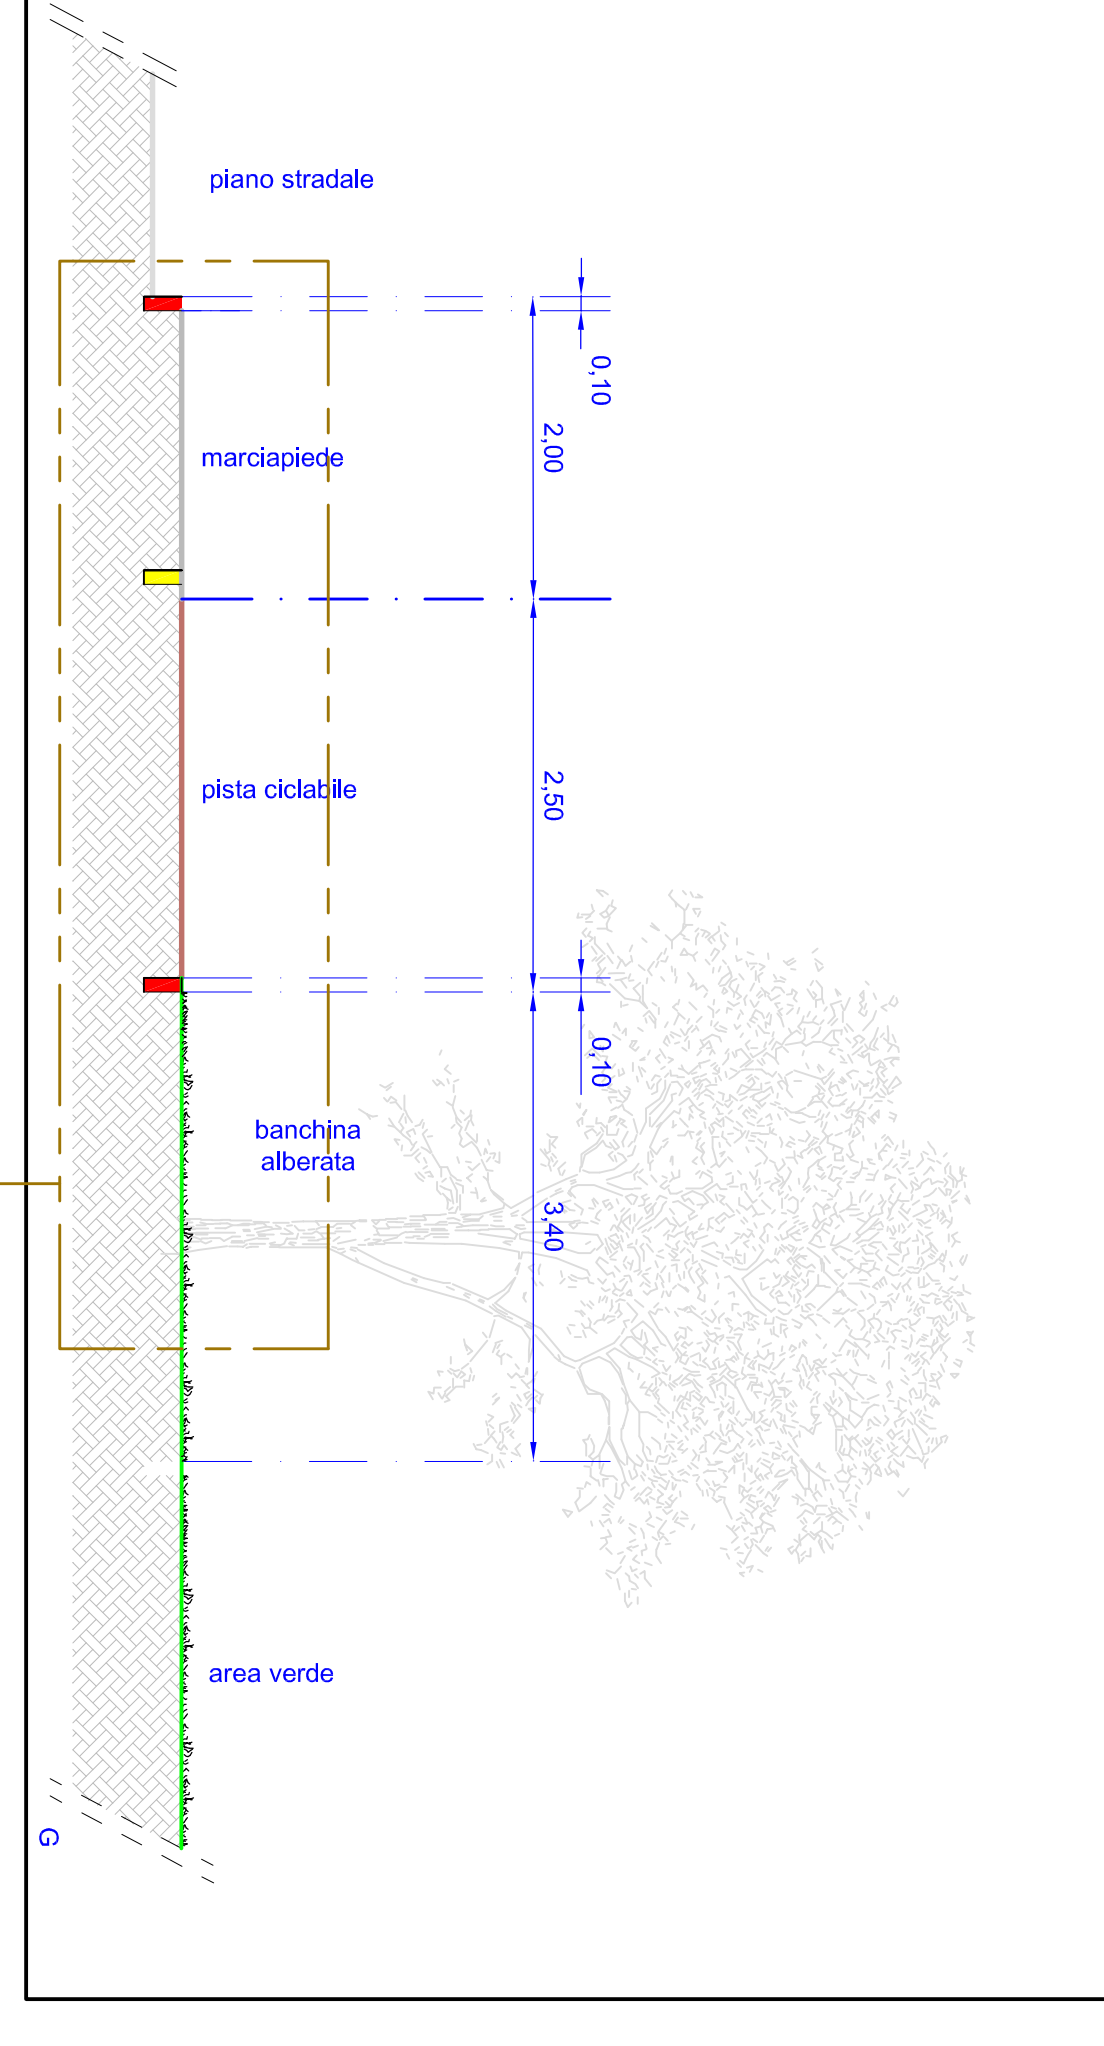 piano stradale
0,10
2,00
marciapiede
2,50
pista ciclabile
0,10
banchina
alberata
3,40
area verde
G